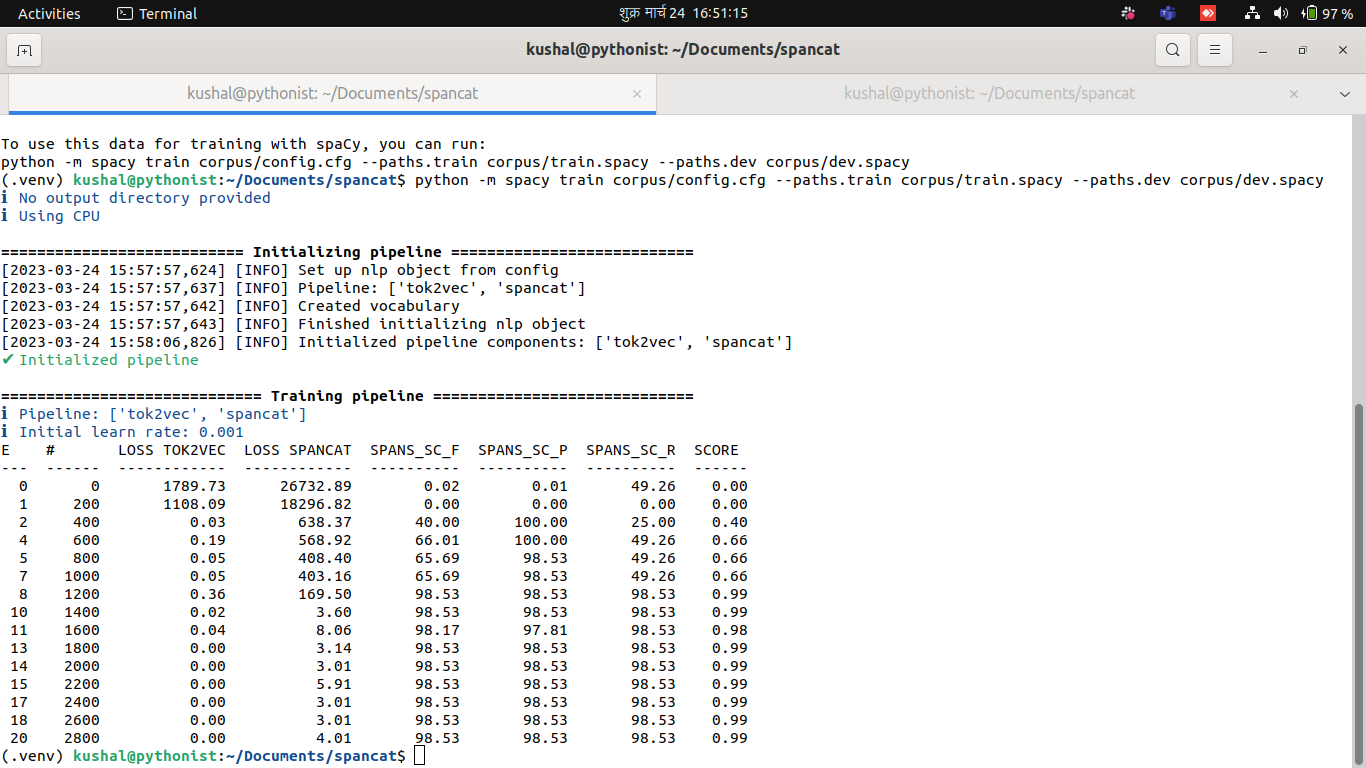 Activities Terminal शुक्र मार्च 24 16:51:15 97 %
kushal@pythonist: ~/Documents/spancat
kushal@pythonist: ~/Documents/spancat × kushal@pythonist: ~/Documents/spancat ×
To use this data for training with spaCy, you can run:
python -m spacy train corpus/config.cfg --paths.train corpus/train.spacy --paths.dev corpus/dev.spacy
(.venv) kushal@pythonist:~/Documents/spancat$ python -m spacy train corpus/config.cfg --paths.train corpus/train.spacy --paths.dev corpus/dev.spacy
ℹ No output directory provided
ℹ Using CPU
=========================== Initializing pipeline ===========================
[2023-03-24 15:57:57,624] [INFO] Set up nlp object from config
[2023-03-24 15:57:57,637] [INFO] Pipeline: ['tok2vec', 'spancat']
[2023-03-24 15:57:57,642] [INFO] Created vocabulary
[2023-03-24 15:57:57,643] [INFO] Finished initializing nlp object
[2023-03-24 15:58:06,826] [INFO] Initialized pipeline components: ['tok2vec', 'spancat']
✔ Initialized pipeline
============================= Training pipeline =============================
ℹ Pipeline: ['tok2vec', 'spancat']
ℹ Initial learn rate: 0.001
E    #       LOSS TOK2VEC  LOSS SPANCAT  SPANS_SC_F  SPANS_SC_P  SPANS_SC_R  SCORE
---  ------  ------------  ------------  ----------  ----------  ----------  ------
  0       0       1789.73      26732.89        0.02        0.01       49.26    0.00
  1     200       1108.09      18296.82        0.00        0.00        0.00    0.00
  2     400          0.03        638.37       40.00      100.00       25.00    0.40
  4     600          0.19        568.92       66.01      100.00       49.26    0.66
  5     800          0.05        408.40       65.69       98.53       49.26    0.66
  7    1000          0.05        403.16       65.69       98.53       49.26    0.66
  8    1200          0.36        169.50       98.53       98.53       98.53    0.99
 10    1400          0.02          3.60       98.53       98.53       98.53    0.99
 11    1600          0.04          8.06       98.17       97.81       98.53    0.98
 13    1800          0.00          3.14       98.53       98.53       98.53    0.99
 14    2000          0.00          3.01       98.53       98.53       98.53    0.99
 15    2200          0.00          5.91       98.53       98.53       98.53    0.99
 17    2400          0.00          3.01       98.53       98.53       98.53    0.99
 18    2600          0.00          3.01       98.53       98.53       98.53    0.99
 20    2800          0.00          4.01       98.53       98.53       98.53    0.99
(.venv) kushal@pythonist:~/Documents/spancat$